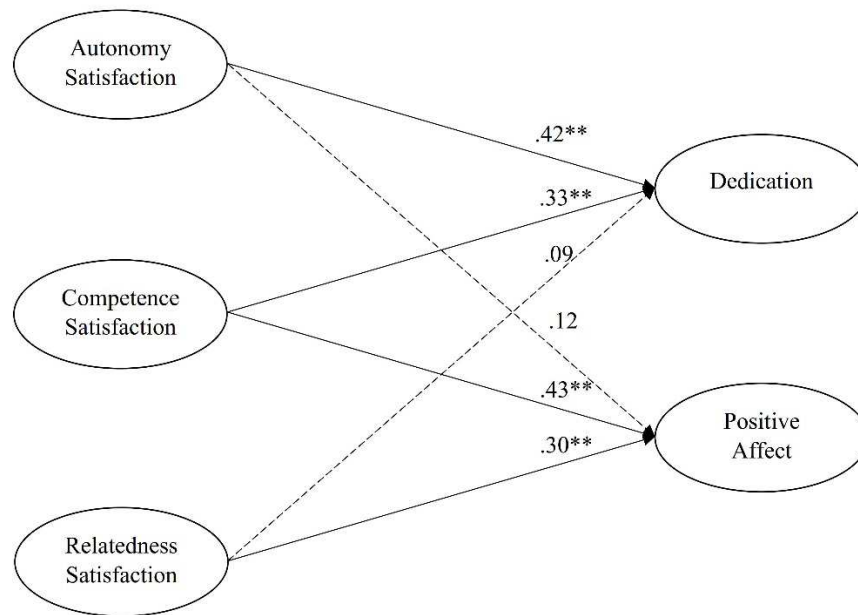 Autonomy
Satisfaction
.42**
Dedication
.33**
.09
Competence
Satisfaction
.12
.43**
Positive
Affect
.30**
Relatedness
Satisfaction